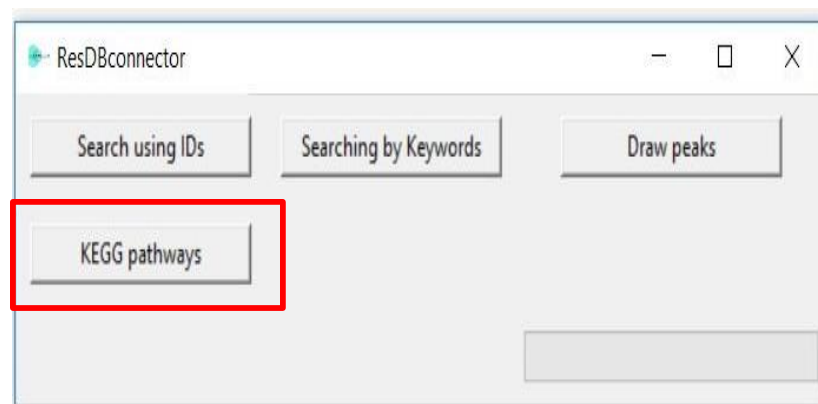 ResDBconnector
Search using IDs
Searching by Keywords
Draw peaks
KEGG pathways